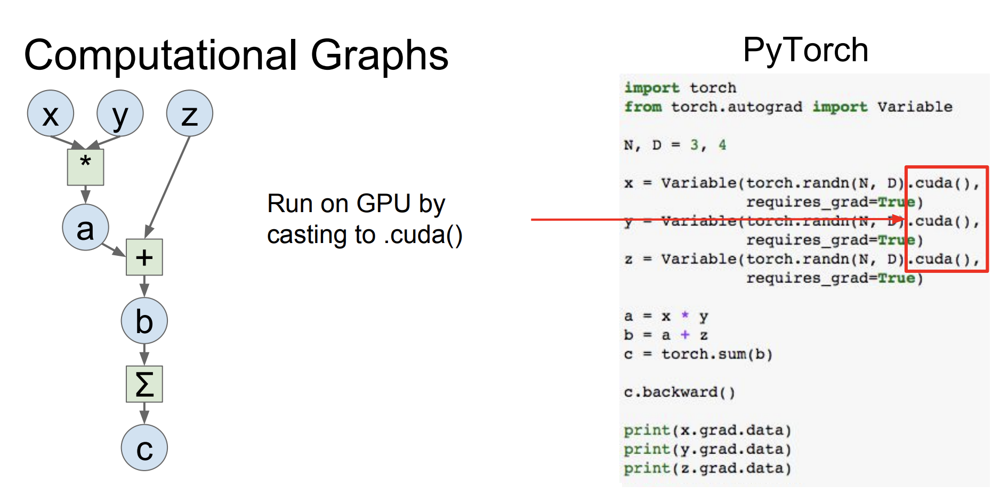 Computational Graphs
x y z
*
a
+
b
Σ
c
Run on GPU by
casting to .cuda()
PyTorch
import torch
from torch.autograd import Variable
N, D = 3, 4
x = Variable(torch.randn(N, D).cuda(),
requires_grad=True)
y = Variable(torch.randn(N, D).cuda(),
requires_grad=True)
z = Variable(torch.randn(N, D).cuda(),
requires_grad=True)
a = x * y
b = a + z
c = torch.sum(b)
c.backward()
print(x.grad.data)
print(y.grad.data)
print(z.grad.data)